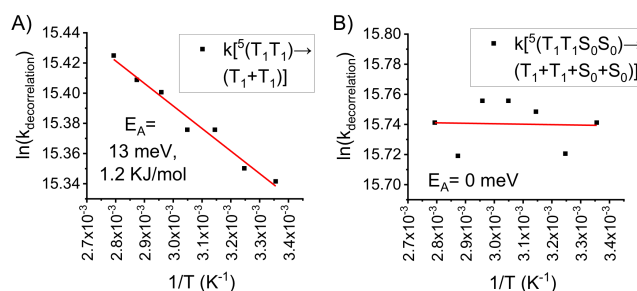 A)
15.44
15.42
15.40
15.38
15.36
15.34
ln(k_decorrelation)
k[⁵(T₁T₁)→
(T₁+T₁)]
E_A=
13 meV,
1.2 KJ/mol
2.7x10⁻³
2.8x10⁻³
2.9x10⁻³
3.0x10⁻³
3.1x10⁻³
3.2x10⁻³
3.3x10⁻³
3.4x10⁻³
1/T (K⁻¹)
B)
15.80
15.78
15.76
15.74
15.72
15.70
ln(k_decorrelation)
k[⁵(T₁T₁S₀S₀)→
(T₁+T₁+S₀+S₀)]
E_A= 0 meV
2.7x10⁻³
2.8x10⁻³
2.9x10⁻³
3.0x10⁻³
3.1x10⁻³
3.2x10⁻³
3.3x10⁻³
3.4x10⁻³
1/T (K⁻¹)